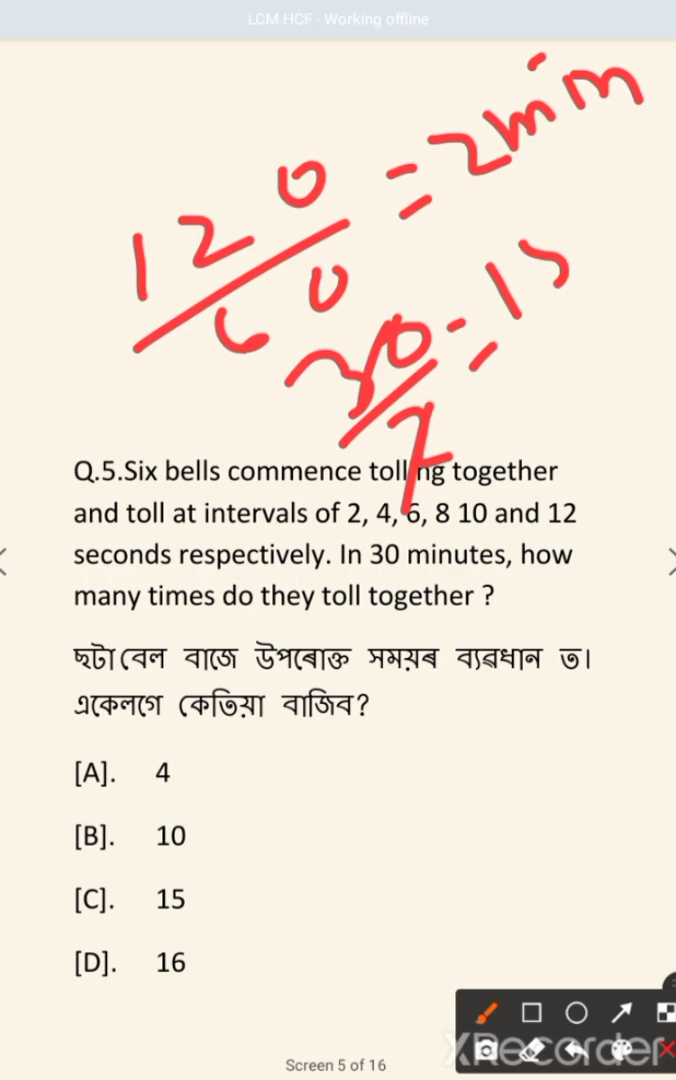 LCM HCF - Working offline
120/60 = 2min
30/2 = 15
Q.5.Six bells commence tolling together
and toll at intervals of 2, 4, 6, 8 10 and 12
seconds respectively. In 30 minutes, how
many times do they toll together ?
ছটা বেল বাজে উপৰোক্ত সময়ৰ ব্যৱধান ত।
একেলগে কেতিয়া বাজিব?
[A]. 4
[B]. 10
[C]. 15
[D]. 16
XRecorder
Screen 5 of 16